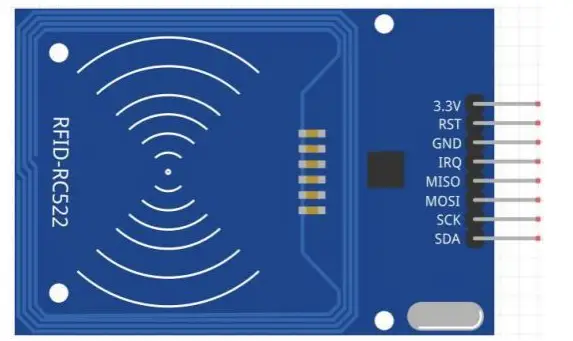 RFID-RC522
3.3V
RST
GND
IRQ
MISO
MOSI
SCK
SDA